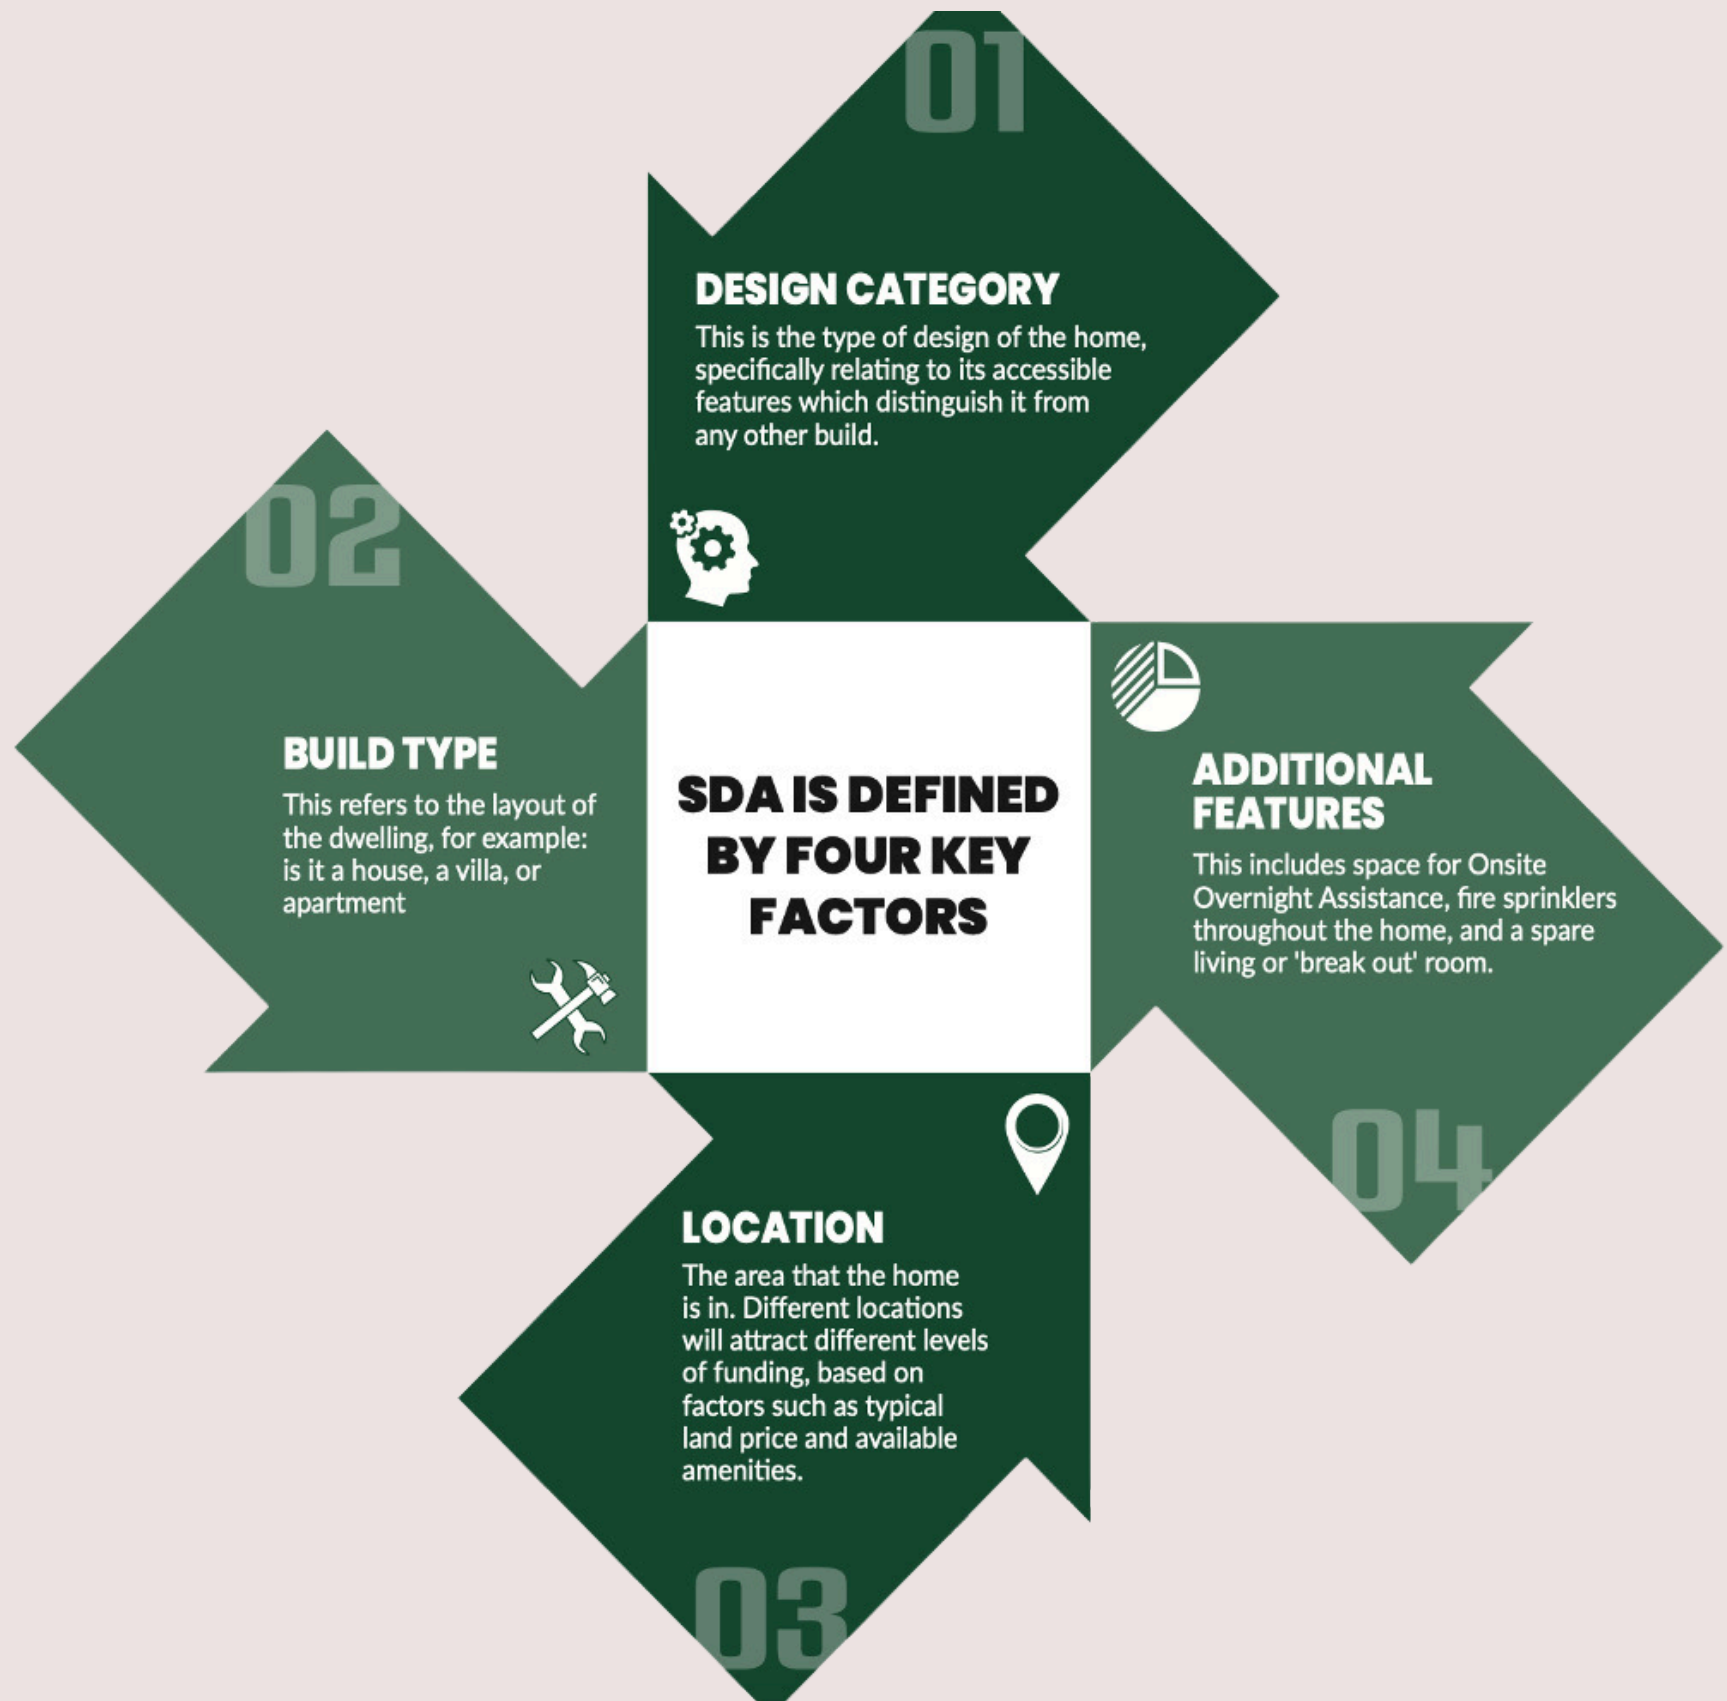 01
DESIGN CATEGORY
This is the type of design of the home,
specifically relating to its accessible
features which distinguish it from
any other build.
02
BUILD TYPE
This refers to the layout of
the dwelling, for example:
is it a house, a villa, or
apartment
SDA IS DEFINED
BY FOUR KEY
FACTORS
ADDITIONAL
FEATURES
This includes space for Onsite
Overnight Assistance, fire sprinklers
throughout the home, and a spare
living or 'break out' room.
04
LOCATION
The area that the home
is in. Different locations
will attract different levels
of funding, based on
factors such as typical
land price and available
amenities.
03